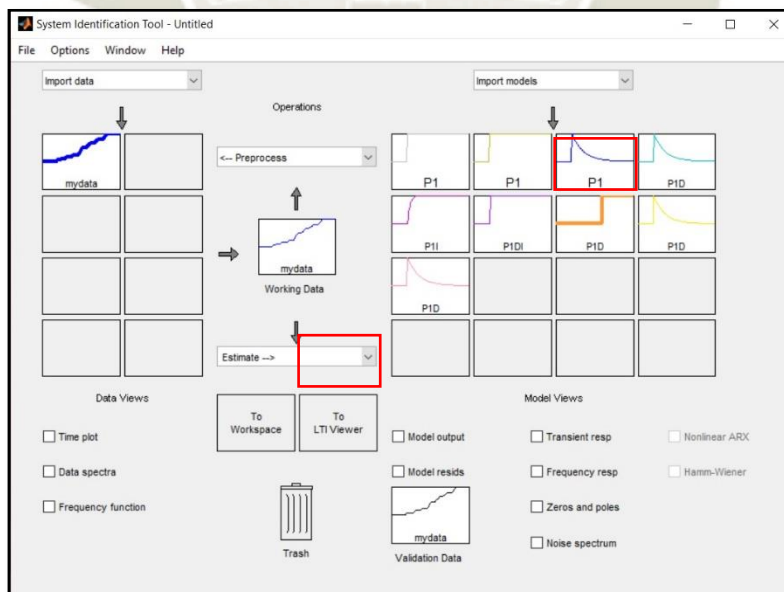 System Identification Tool - Untitled
File Options Window Help
Import data
Import models
Operations
<-- Preprocess
mydata
P1 P1 P1 P1D
P1I P1DI P1D P1D
P1D
mydata
Working Data
Estimate -->
Data Views
To
Workspace
To
LTI Viewer
Model Views
Time plot
Data spectra
Frequency function
Model output
Transient resp
Nonlinear ARX
Model resids
Frequency resp
Hamm-Wiener
Zeros and poles
Noise spectrum
Trash
mydata
Validation Data